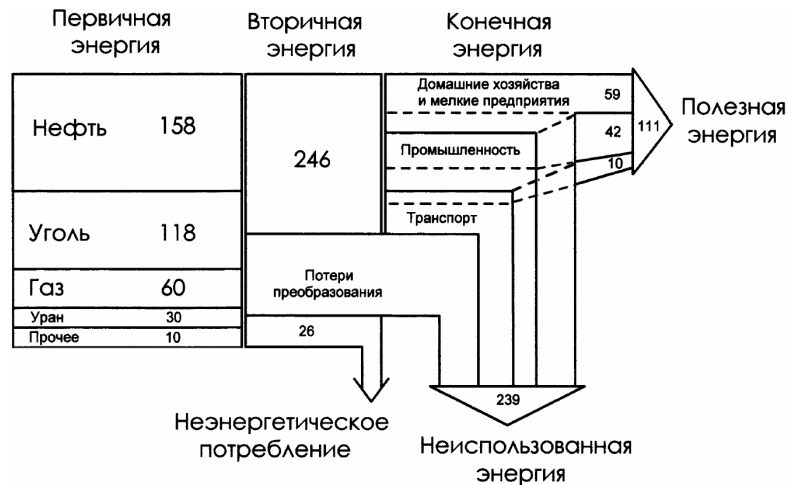 Первичная
энергия
Вторичная
энергия
Конечная
энергия
Нефть 158
Уголь 118
Газ 60
Уран 30
Прочее 10
246
Потери
преобразования
26
Домашние хозяйства
и мелкие предприятия
59
Промышленность
42
Транспорт
10
111
Полезная
энергия
239
Неэнергетическое
потребление
Неиспользованная
энергия